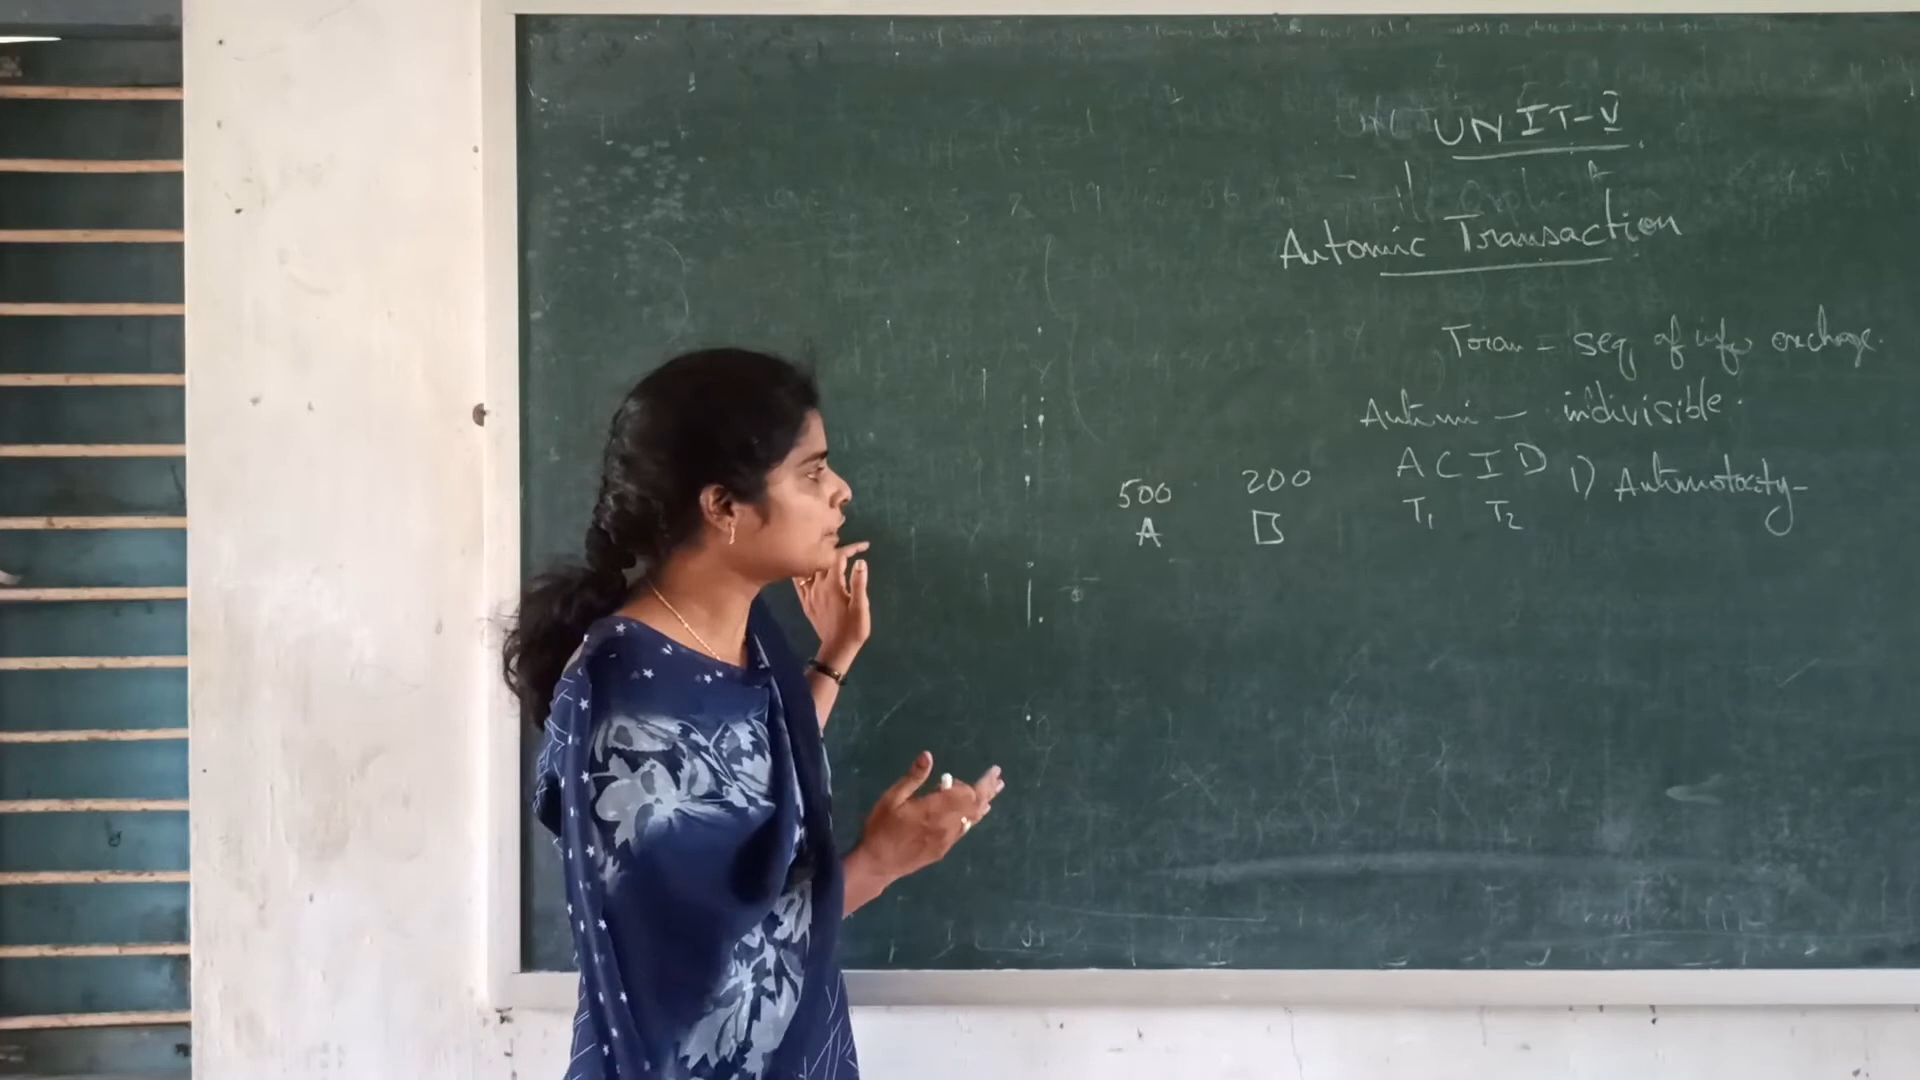 UNIT-V
Automic Transaction
Tran = seq of info exchange.
Automi - indivisible.
500 200 A C I D 1) Automotocity-
A B T1 T2